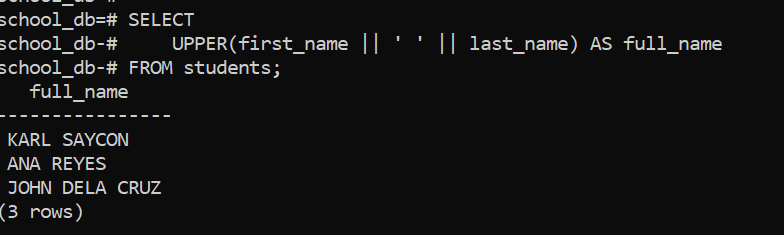 school_db=# SELECT
school_db-#     UPPER(first_name || ' ' || last_name) AS full_name
school_db-# FROM students;
   full_name
----------------
 KARL SAYCON
 ANA REYES
 JOHN DELA CRUZ
(3 rows)